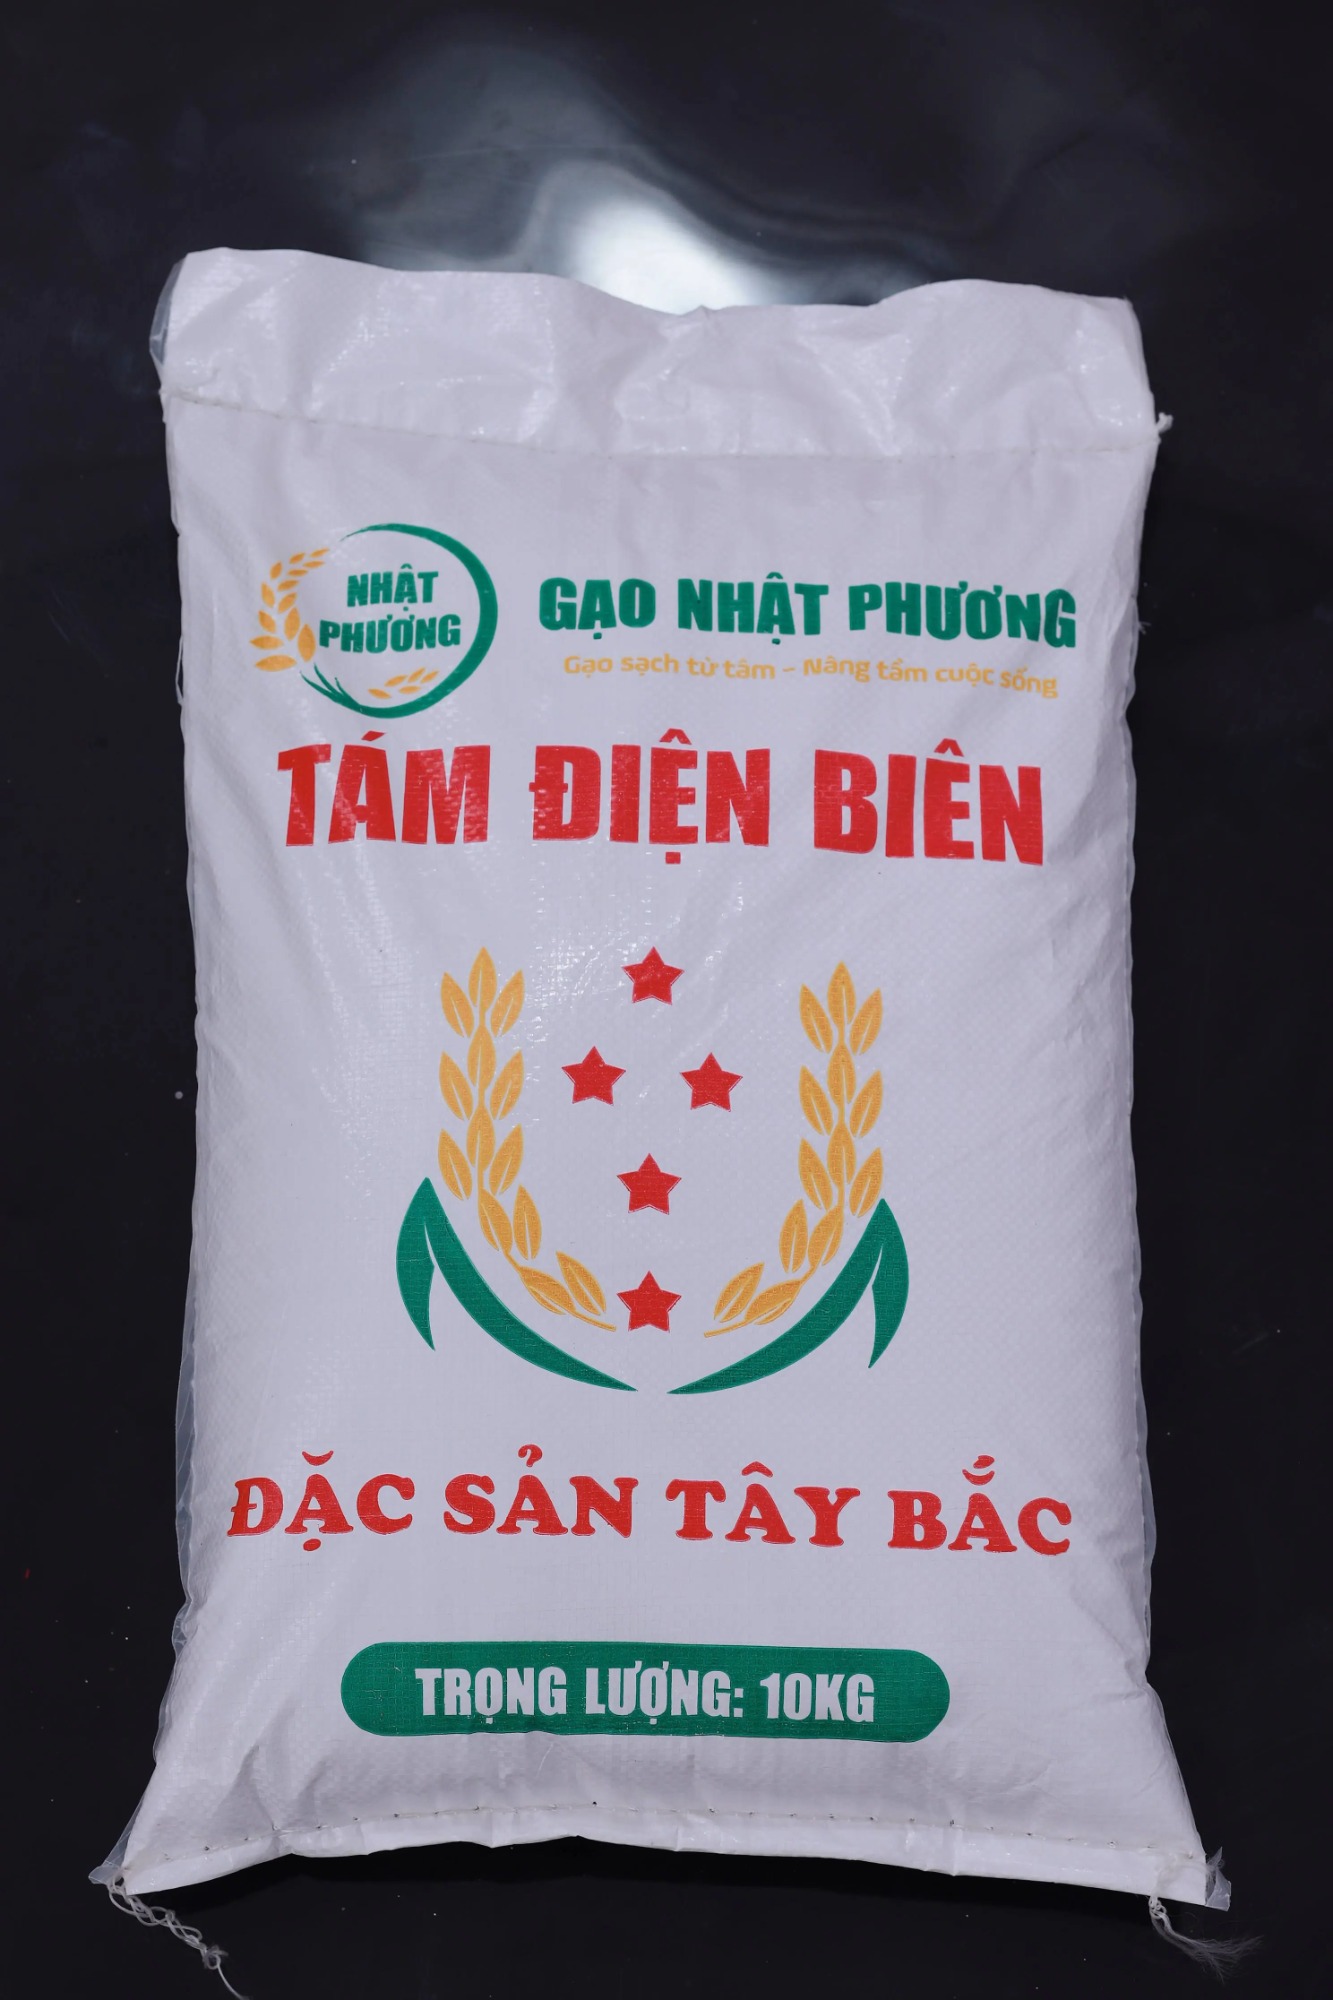 NHẬT
PHƯƠNG
GẠO NHẬT PHƯƠNG
Gạo sạch từ tâm - Nâng tầm cuộc sống
TÁM ĐIỆN BIÊN
ĐẶC SẢN TÂY BẮC
TRỌNG LƯỢNG: 10KG